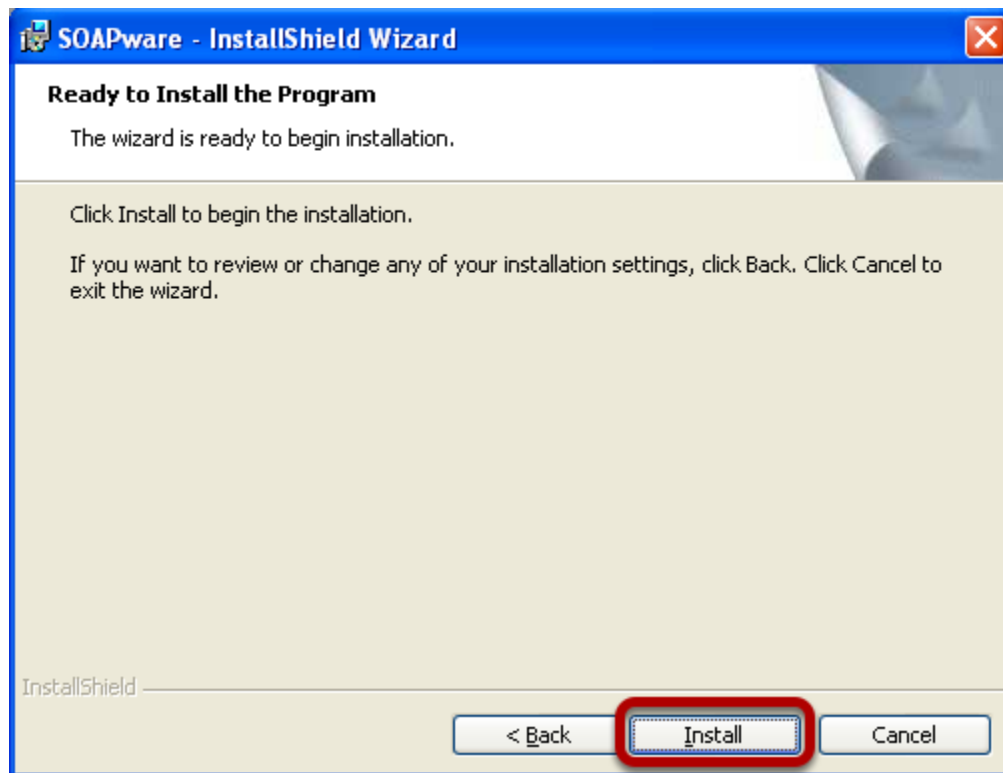 SOAPware - InstallShield Wizard
Ready to Install the Program
The wizard is ready to begin installation.
Click Install to begin the installation.
If you want to review or change any of your installation settings, click Back. Click Cancel to
exit the wizard.
InstallShield
< Back
Install
Cancel